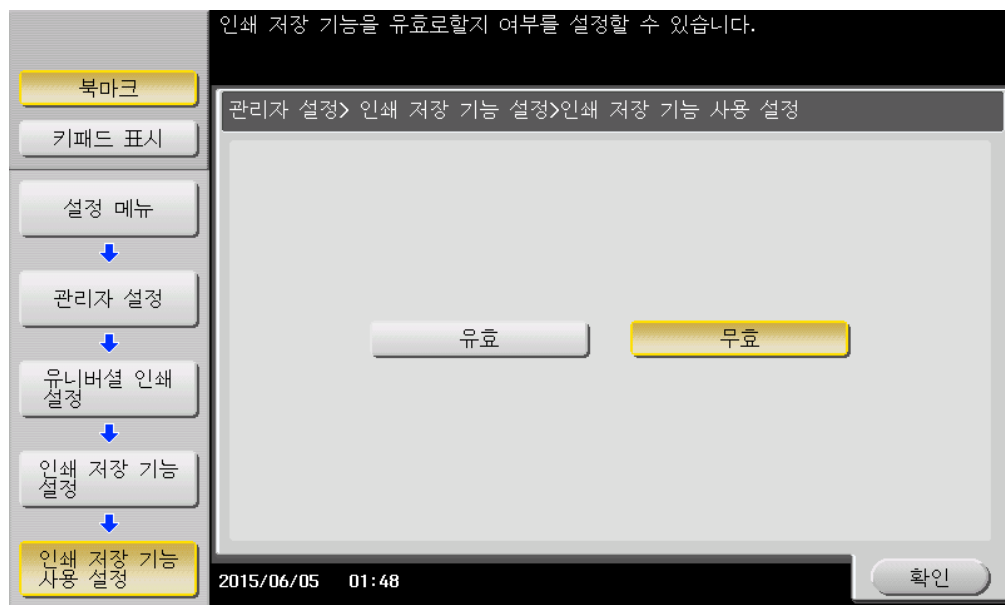 인쇄 저장 기능을 유효로할지 여부를 설정할 수 있습니다.
북마크
키패드 표시
설정 메뉴
관리자 설정
유니버셜 인쇄
설정
인쇄 저장 기능
설정
인쇄 저장 기능
사용 설정
관리자 설정> 인쇄 저장 기능 설정>인쇄 저장 기능 사용 설정
유효
무효
2015/06/05 01:48
확인